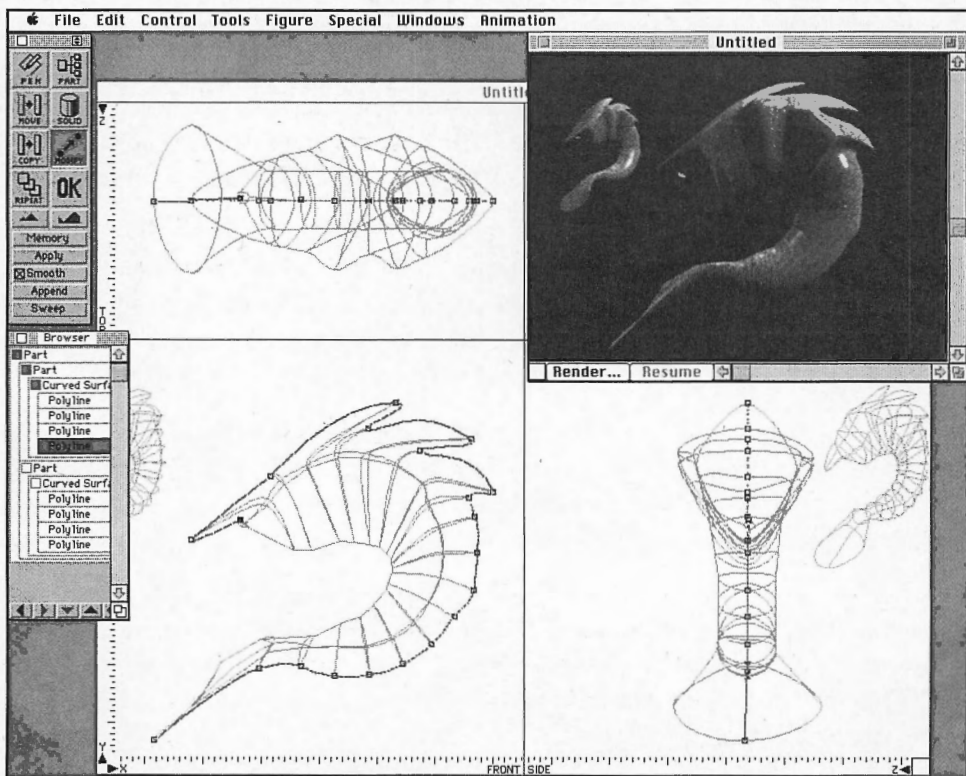 File Edit Control Tools Figure Special Windows Animation
PEN PART
MOVE SOLID
COPY MODIFY
REPEAT OK
Memory
Apply
Smooth
Append
Sweep
Browser
Part
Part
Curved Surfa
Polyline
Polyline
Polyline
Polyline
Part
Curved Surfa
Polyline
Polyline
Polyline
Polyline
Untitle
Z
TOP
Untitled
Render... Resume
Y
X
FRONT SIDE
Z